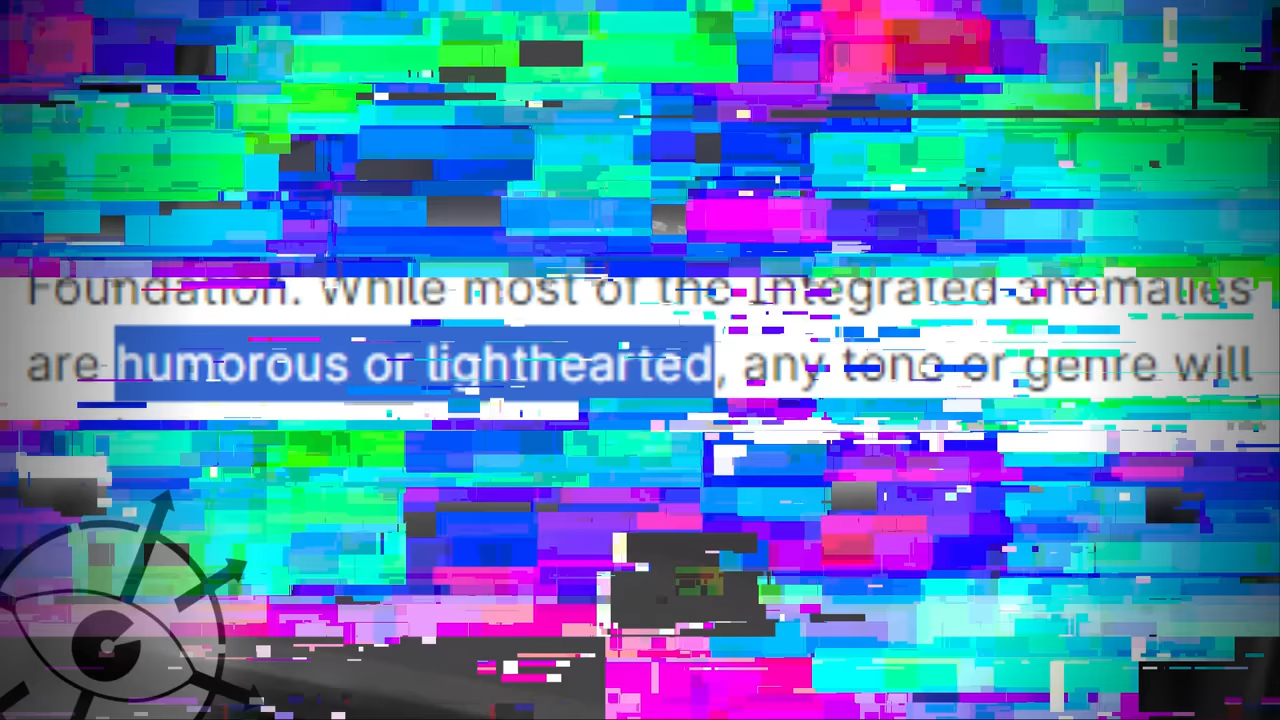 Foundation. While most of the Integrated anomalies
are humorous or lighthearted, any tone or genre will